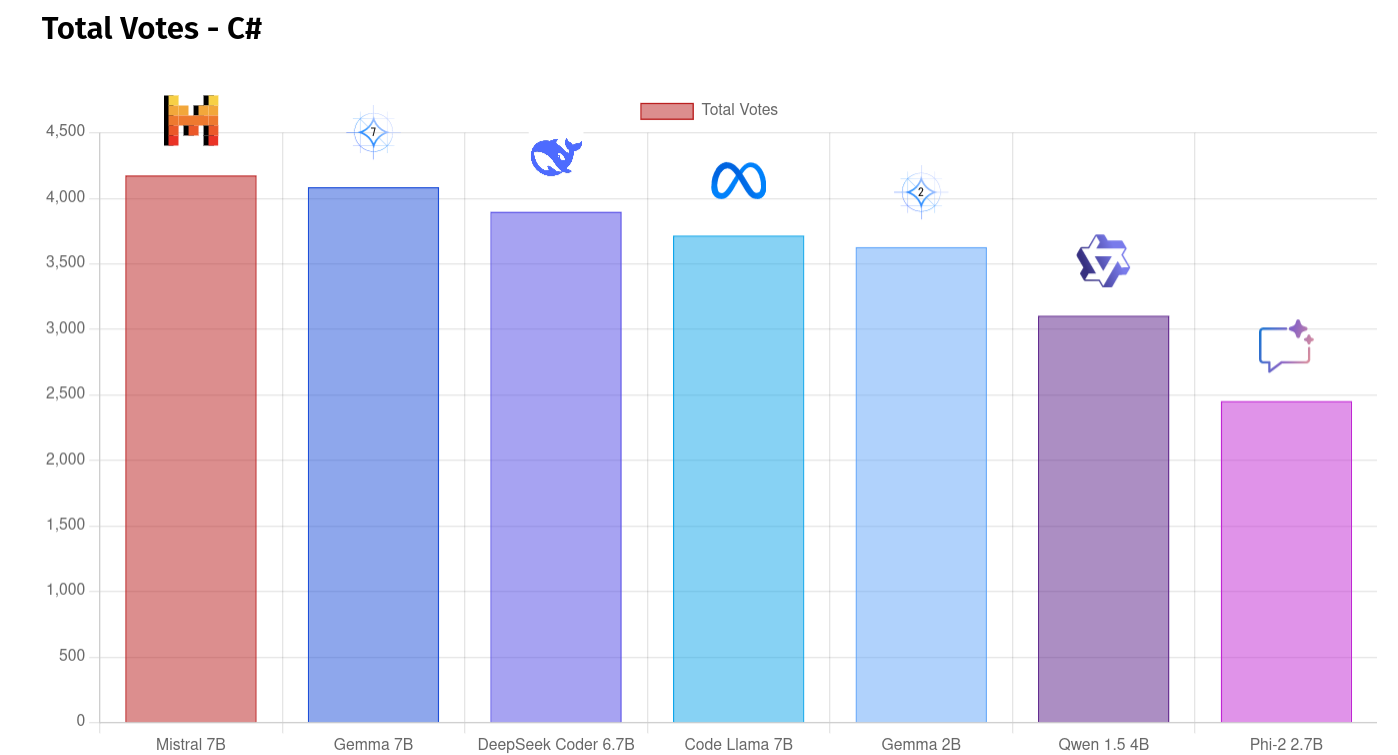 Total Votes - C#
Total Votes
4,500
4,000
3,500
3,000
2,500
2,000
1,500
1,000
500
0
7
2
Mistral 7B
Gemma 7B
DeepSeek Coder 6.7B
Code Llama 7B
Gemma 2B
Qwen 1.5 4B
Phi-2 2.7B